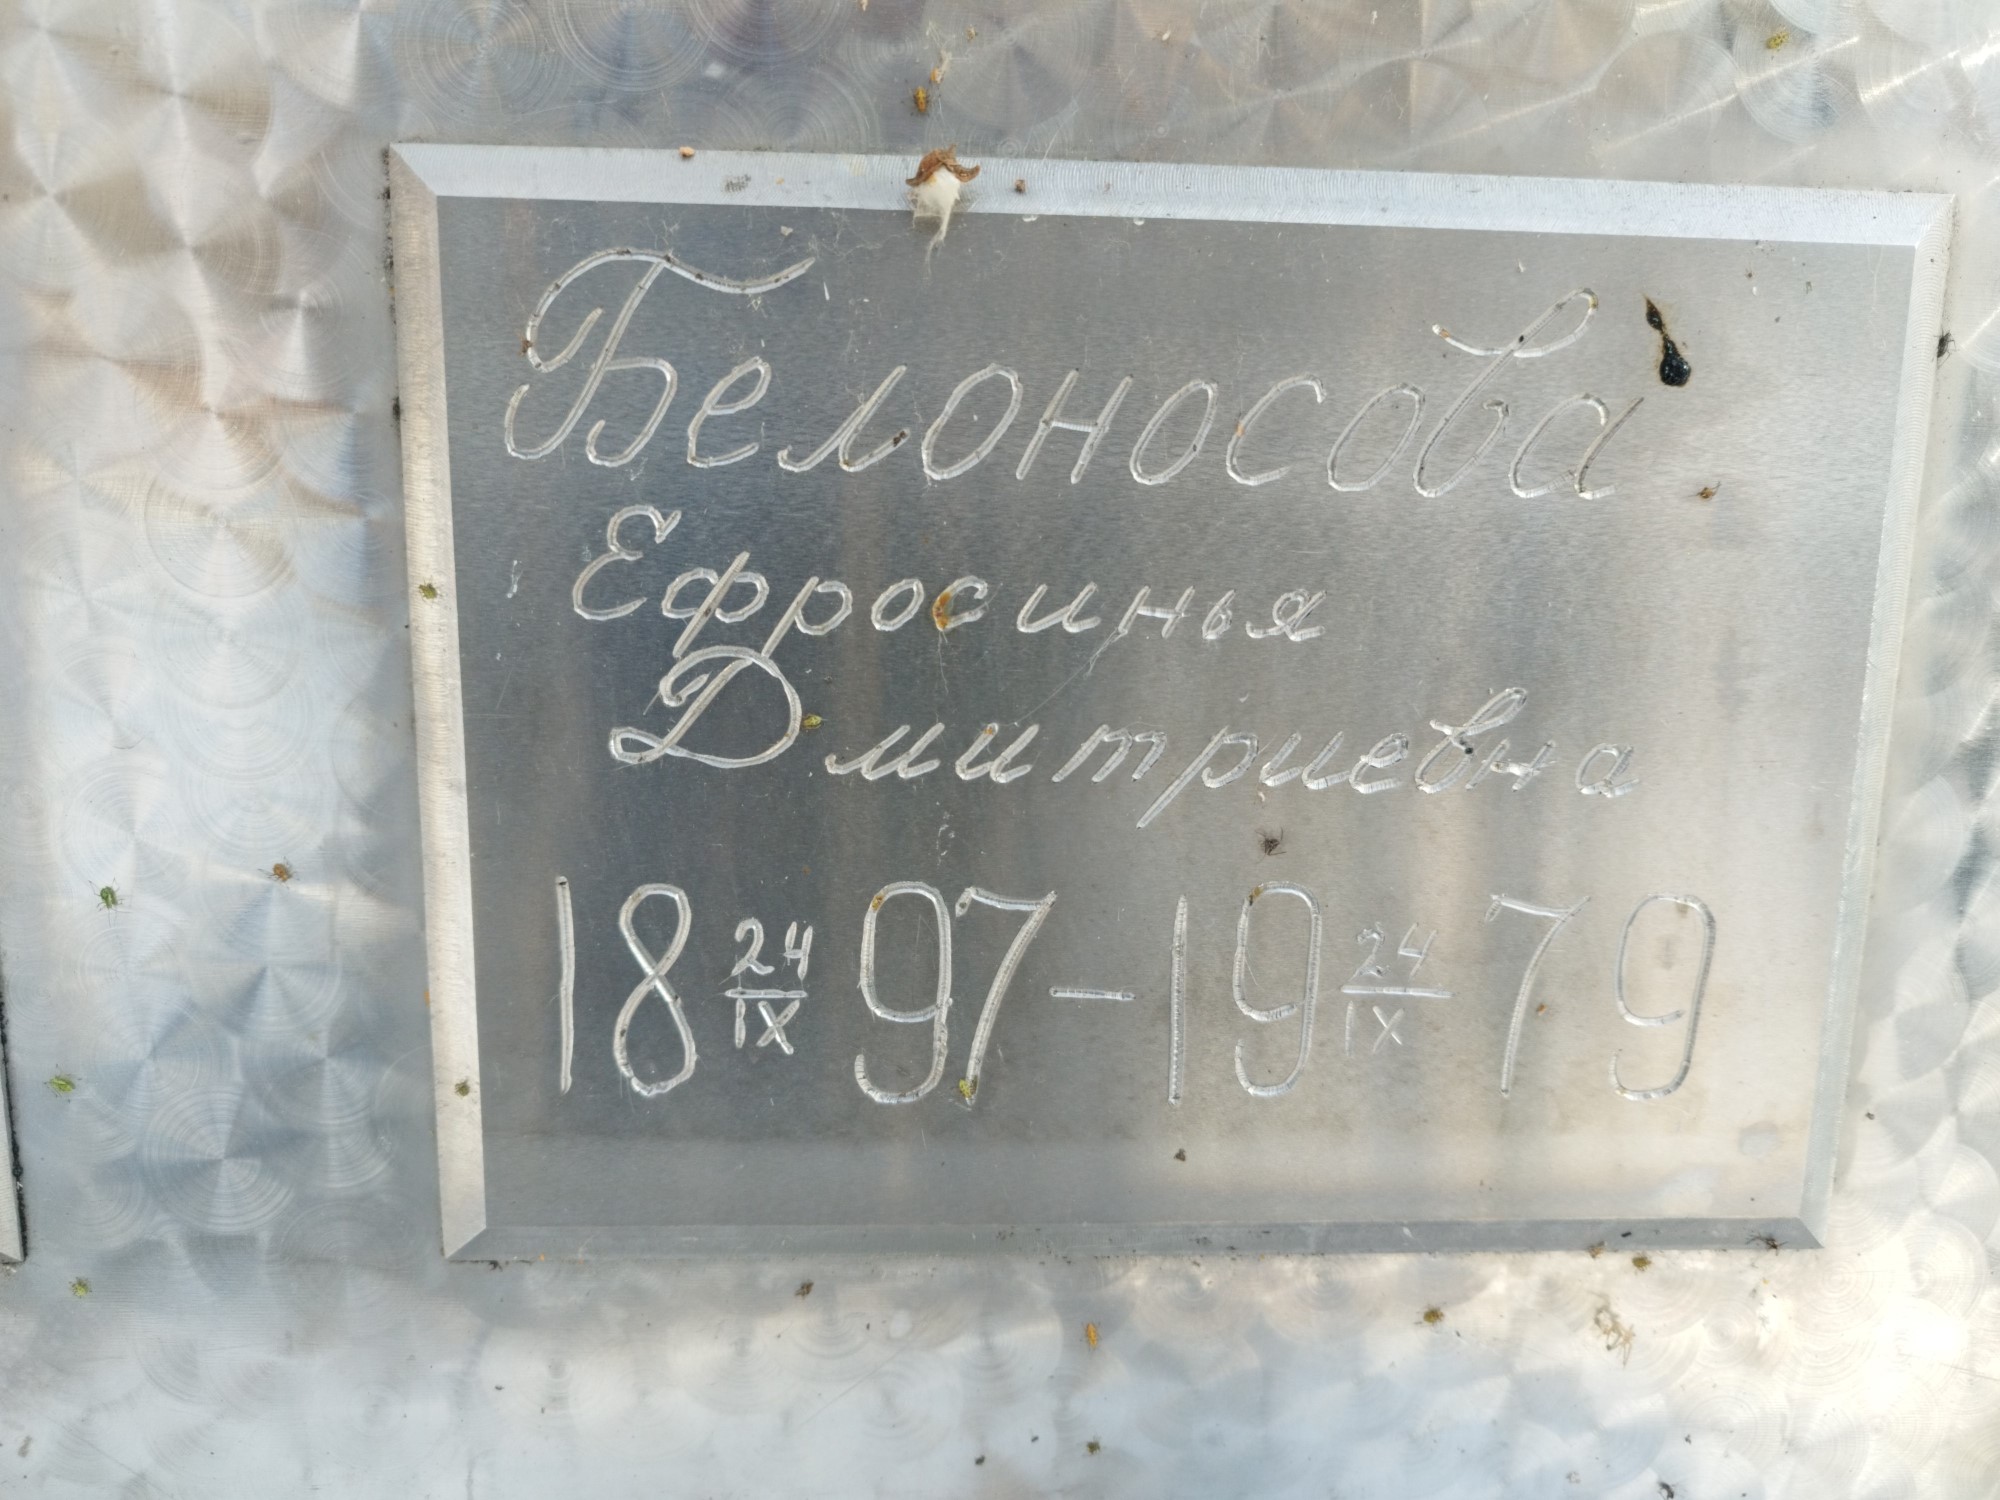 Белоносова
Ефросинья
Дмитриевна
18 24/IX 97 – 19 24/IX 79